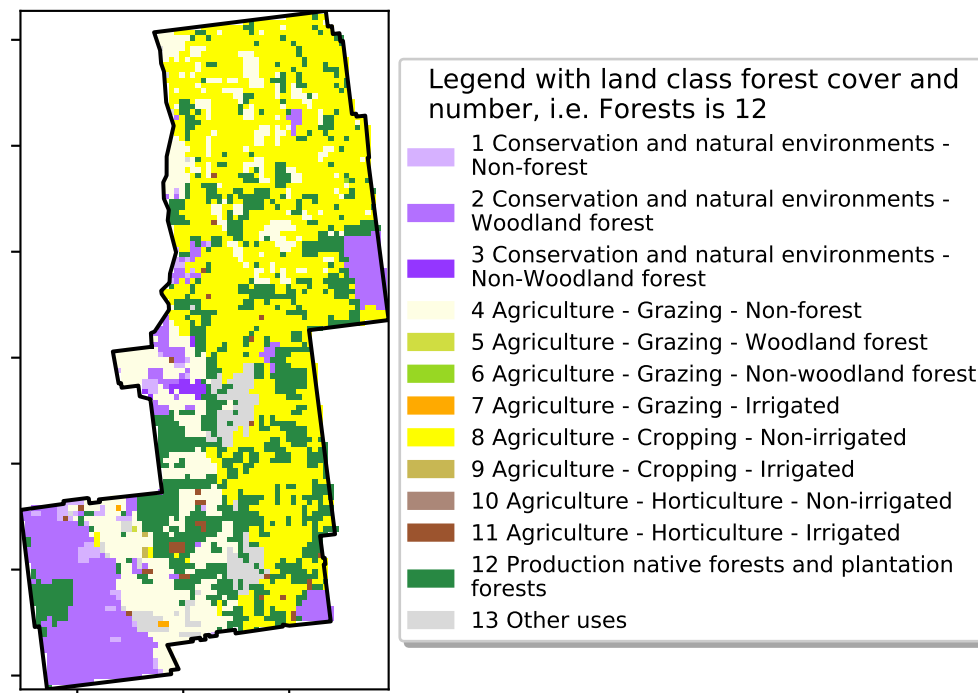 Legend with land class forest cover and
number, i.e. Forests is 12
1 Conservation and natural environments -
Non-forest
2 Conservation and natural environments -
Woodland forest
3 Conservation and natural environments -
Non-Woodland forest
4 Agriculture - Grazing - Non-forest
5 Agriculture - Grazing - Woodland forest
6 Agriculture - Grazing - Non-woodland forest
7 Agriculture - Grazing - Irrigated
8 Agriculture - Cropping - Non-irrigated
9 Agriculture - Cropping - Irrigated
10 Agriculture - Horticulture - Non-irrigated
11 Agriculture - Horticulture - Irrigated
12 Production native forests and plantation
forests
13 Other uses